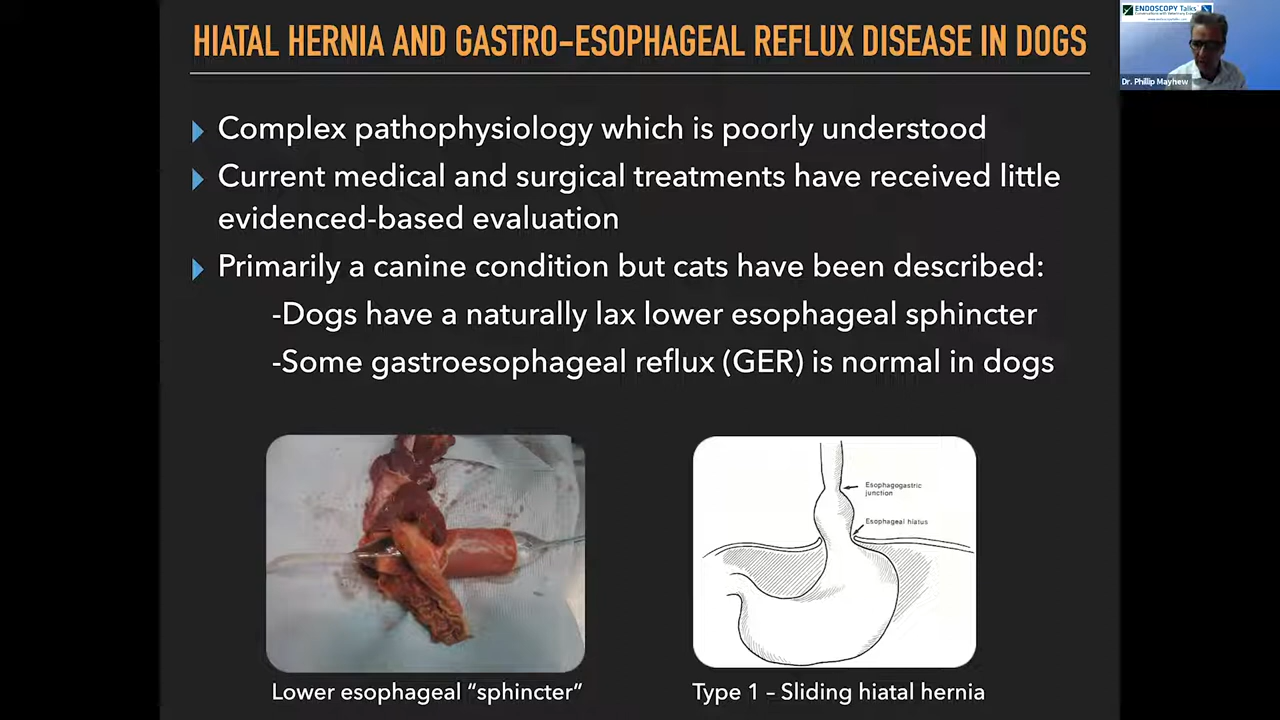 HIATAL HERNIA AND GASTRO-ESOPHAGEAL REFLUX DISEASE IN DOGS
ENDOSCOPY Talks
Dr. Phillip Mayhew
Complex pathophysiology which is poorly understood
Current medical and surgical treatments have received little
evidenced-based evaluation
Primarily a canine condition but cats have been described:
-Dogs have a naturally lax lower esophageal sphincter
-Some gastroesophageal reflux (GER) is normal in dogs
Esophagogastric
junction
Esophageal hiatus
Lower esophageal “sphincter”
Type 1 – Sliding hiatal hernia